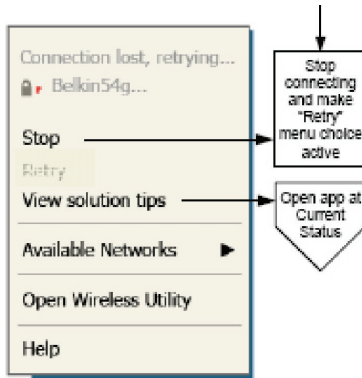 Connection lost, retrying...
Belkin54g...
Stop
Retry
View solution tips
Available Networks
Open Wireless Utility
Help
Stop
connecting
and make
"Retry"
menu choice
active
Open app at
Current
Status